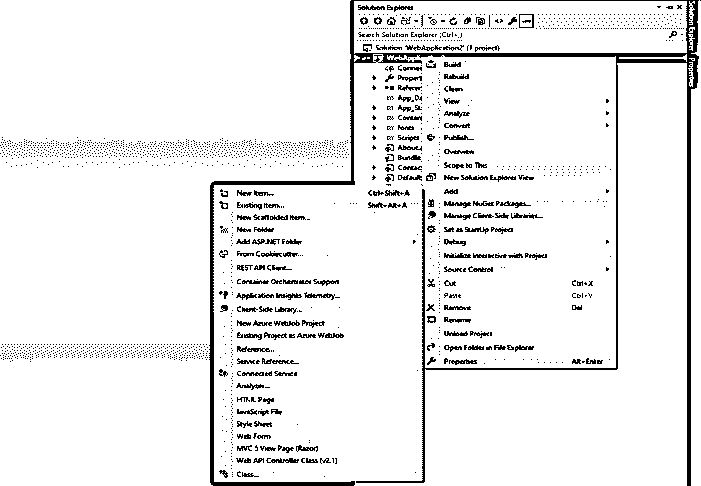 Solution Explorer
Search Solution Explorer (Ctrl+;)
Solution 'WebApplication2' (1 project)
WebAppl
Connec
Propert
Referen
App_Da
App_St
Conten
fonts
Scripts
About.a
Bundle.
Contac
Default
Build
Rebuild
Clean
View
Analyze
Convert
Publish...
Overview
Scope to This
New Solution Explorer View
Add
Manage NuGet Packages...
Manage Client-Side Libraries...
Set as StartUp Project
Debug
Initialize Interactive with Project
Source Control
Cut Ctrl+X
Paste Ctrl+V
Remove Del
Rename
Unload Project
Open Folder in File Explorer
Properties Alt+Enter
New Item... Ctrl+Shift+A
Existing Item... Shift+Alt+A
New Scaffolded Item...
New Folder
Add ASP.NET Folder
From Cookiecutter...
REST API Client...
Container Orchestrator Support
Application Insights Telemetry...
Client-Side Library...
New Azure WebJob Project
Existing Project as Azure WebJob
Reference...
Service Reference...
Connected Service
Analyzer...
HTML Page
JavaScript File
Style Sheet
Web Form
MVC 5 View Page (Razor)
Web API Controller Class (v2.1)
Class...
Solution Explorer
Properties